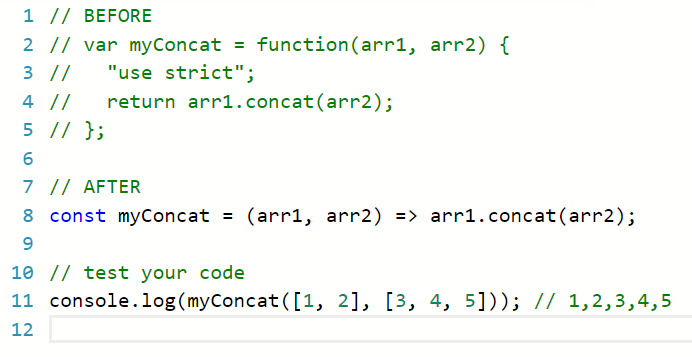 1 // BEFORE
2 // var myConcat = function(arr1, arr2) {
3 //   "use strict";
4 //   return arr1.concat(arr2);
5 // };
6
7 // AFTER
8 const myConcat = (arr1, arr2) => arr1.concat(arr2);
9
10 // test your code
11 console.log(myConcat([1, 2], [3, 4, 5])); // 1,2,3,4,5
12